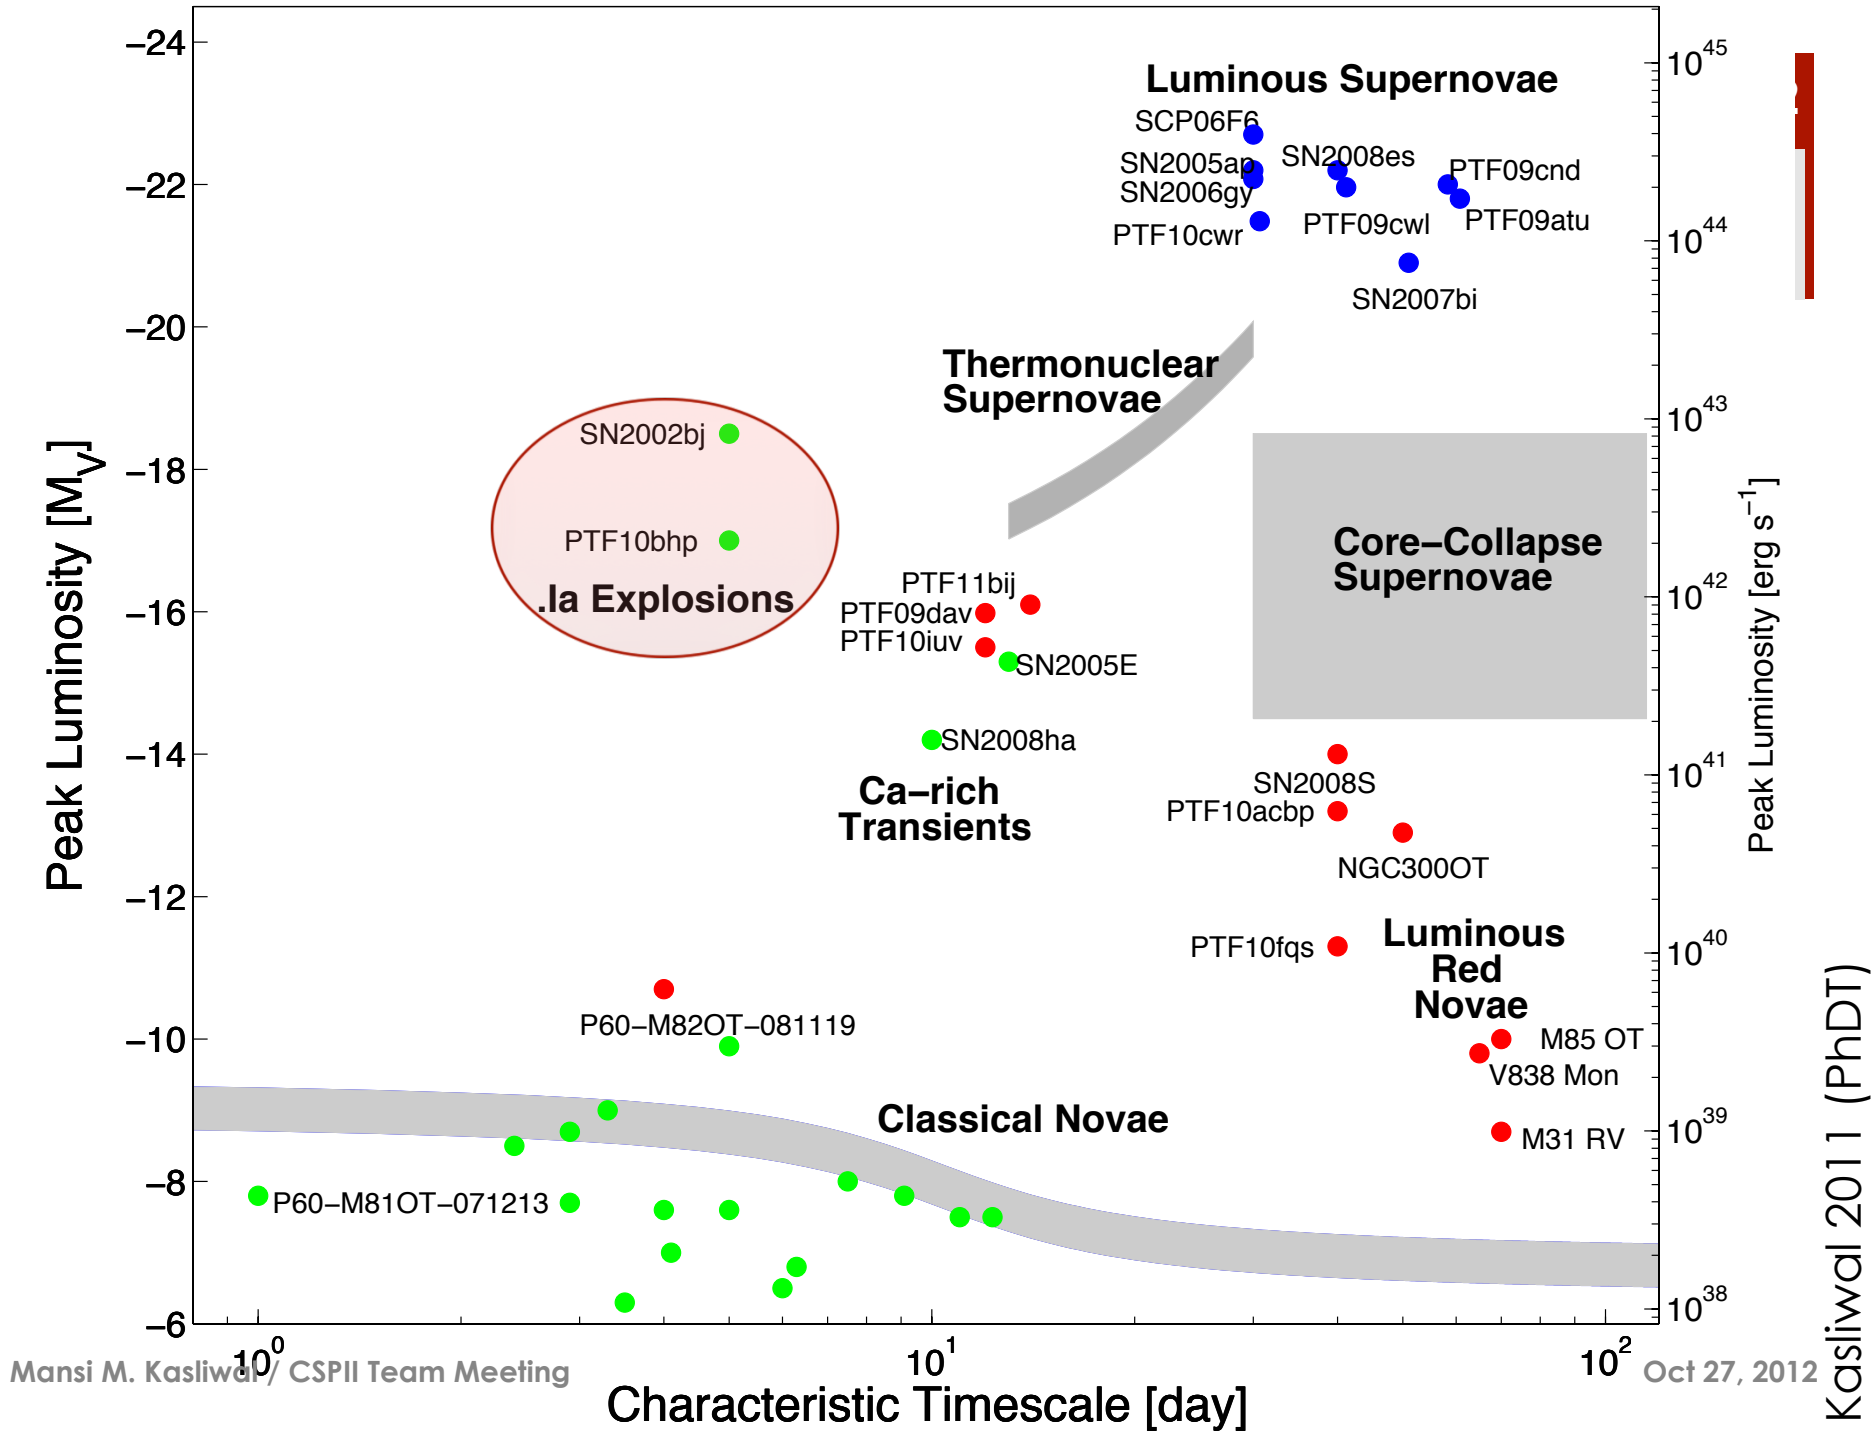 −24
−22
−20
−18
−16
−14
−12
−10
−8
−6
Peak Luminosity [M_V]
Luminous Supernovae
SCP06F6
SN2005ap
SN2006gy
PTF10cwr
SN2008es
PTF09cwl
PTF09cnd
PTF09atu
SN2007bi
Thermonuclear
Supernovae
SN2002bj
PTF10bhp
.Ia Explosions
Core−Collapse
Supernovae
PTF11bij
PTF09dav
PTF10iuv
SN2005E
SN2008ha
Ca−rich
Transients
SN2008S
PTF10acbp
NGC300OT
PTF10fqs
Luminous
Red
Novae
P60−M82OT−081119
M85 OT
V838 Mon
M31 RV
Classical Novae
P60−M81OT−071213
10^45
10^44
10^43
10^42
10^41
10^40
10^39
10^38
Peak Luminosity [erg s^−1]
10^0
10^1
10^2
Characteristic Timescale [day]
Mansi M. Kasliwal / CSPII Team Meeting
Oct 27, 2012
Kasliwal 2011 (PhDT)